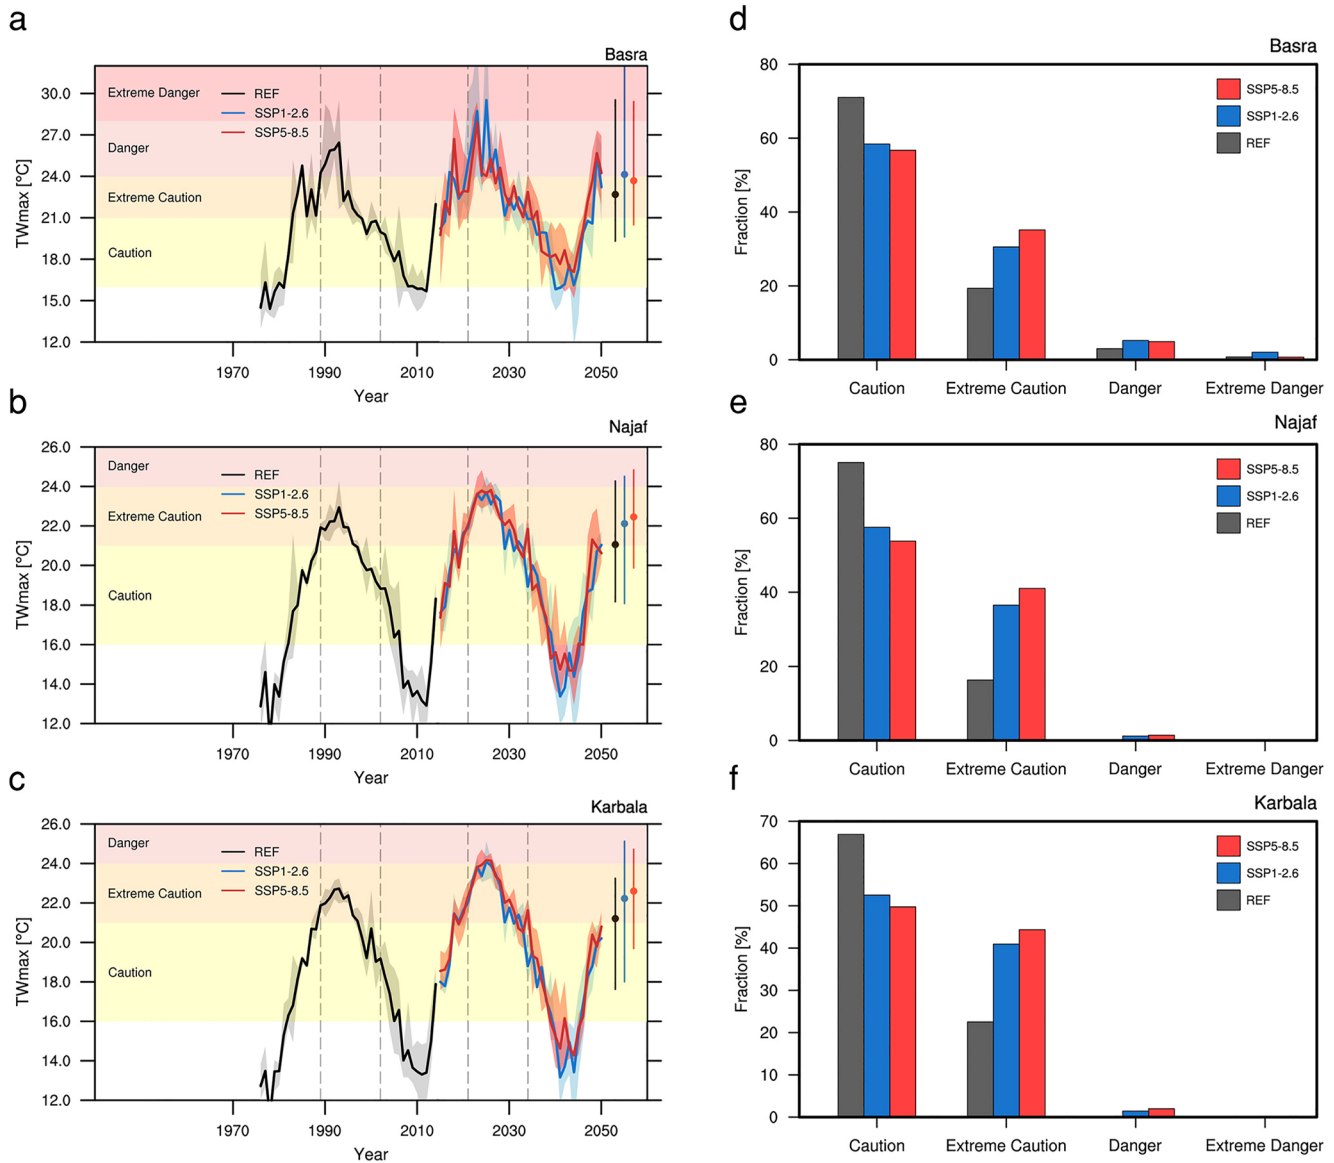 a
Basra
Extreme Danger
Danger
Extreme Caution
Caution
REF
SSP1-2.6
SSP5-8.5
TWmax [°C]
30.0
27.0
24.0
21.0
18.0
15.0
12.0
1970 1990 2010 2030 2050
Year
b
Najaf
Danger
Extreme Caution
Caution
REF
SSP1-2.6
SSP5-8.5
TWmax [°C]
26.0
24.0
22.0
20.0
18.0
16.0
14.0
12.0
1970 1990 2010 2030 2050
Year
c
Karbala
Danger
Extreme Caution
Caution
REF
SSP1-2.6
SSP5-8.5
TWmax [°C]
26.0
24.0
22.0
20.0
18.0
16.0
14.0
12.0
1970 1990 2010 2030 2050
Year
d
Basra
SSP5-8.5
SSP1-2.6
REF
Fraction [%]
80
60
40
20
0
Caution Extreme Caution Danger Extreme Danger
e
Najaf
SSP5-8.5
SSP1-2.6
REF
Fraction [%]
80
60
40
20
0
Caution Extreme Caution Danger Extreme Danger
f
Karbala
SSP5-8.5
SSP1-2.6
REF
Fraction [%]
70
60
50
40
30
20
10
0
Caution Extreme Caution Danger Extreme Danger